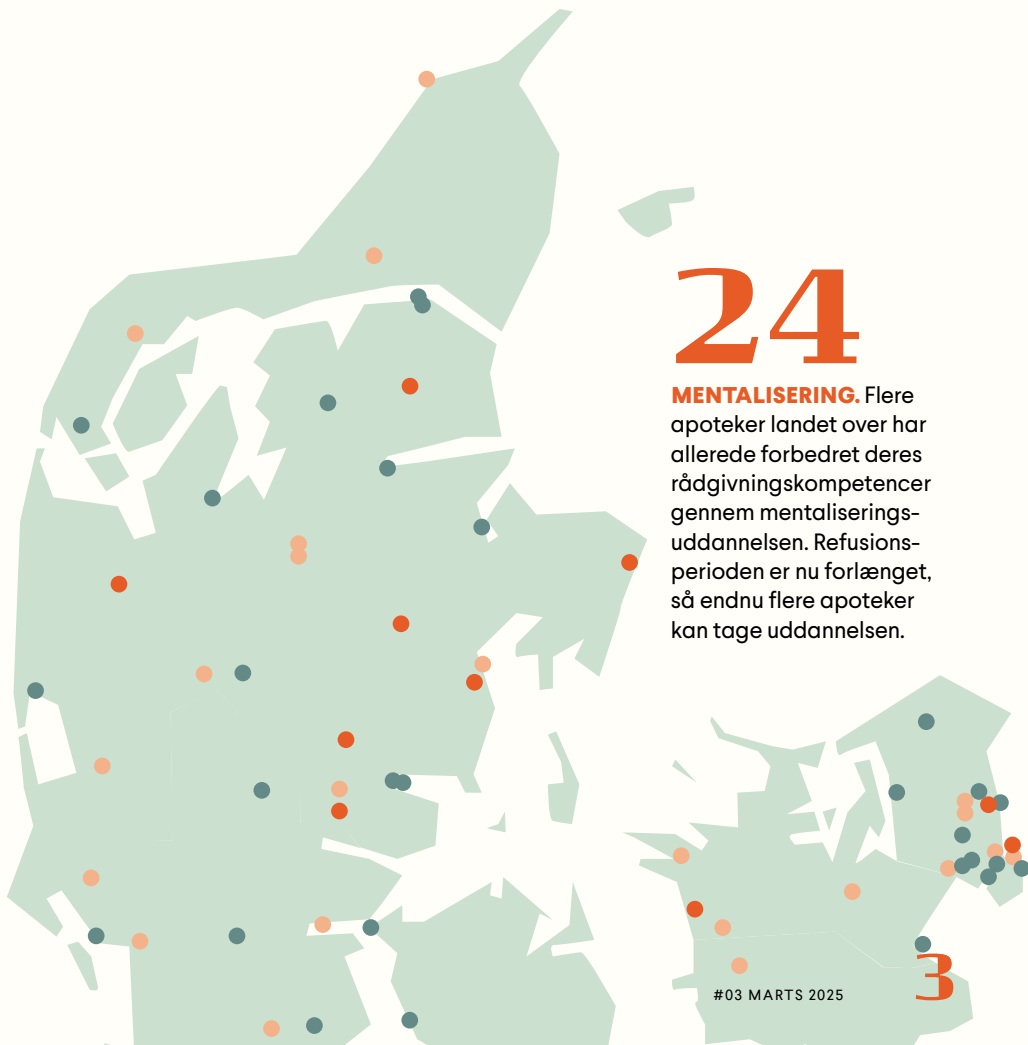 24
MENTALISERING. Flere
apoteker landet over har
allerede forbedret deres
rådgivningskompetencer
gennem mentaliserings-
uddannelsen. Refusions-
perioden er nu forlænget,
så endnu flere apoteker
kan tage uddannelsen.
#03 MARTS 2025
3